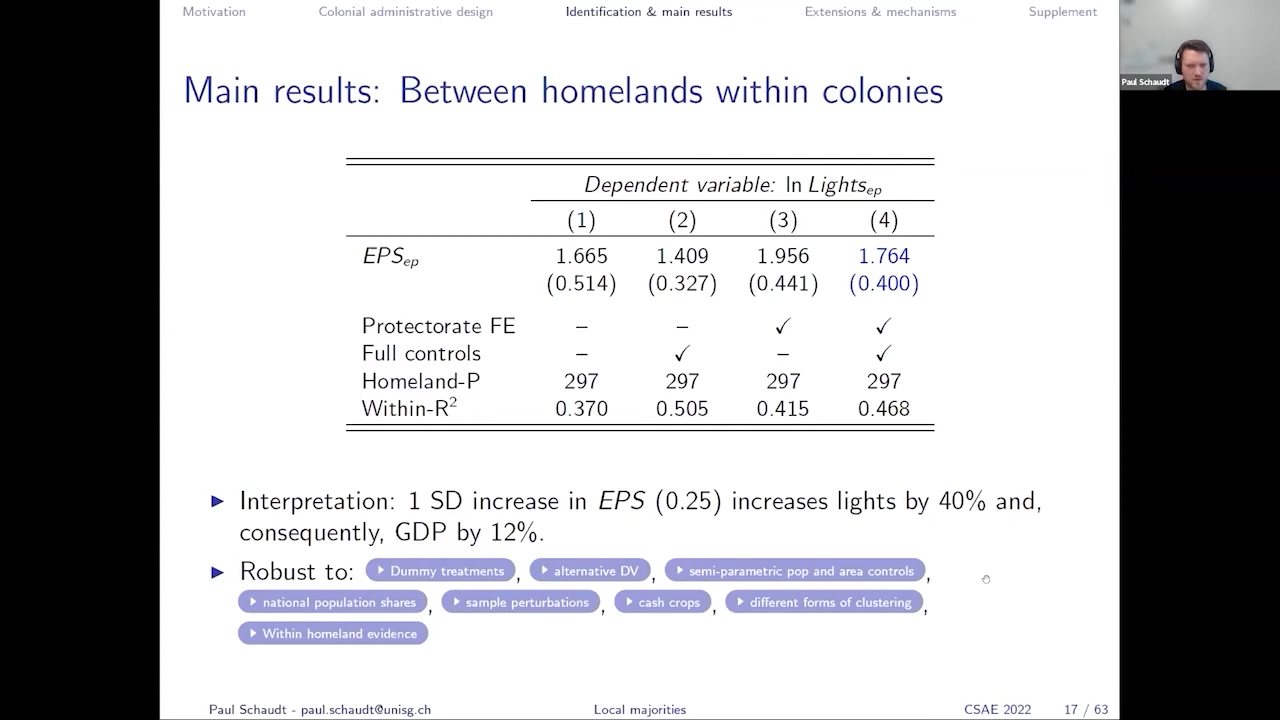 Motivation Colonial administrative design Identification & main results Extensions & mechanisms Supplement
Paul Schaudt
Main results: Between homelands within colonies
Dependent variable: ln Lights_ep
(1) (2) (3) (4)
EPS_ep 1.665 1.409 1.956 1.764
(0.514) (0.327) (0.441) (0.400)
Protectorate FE – – ✓ ✓
Full controls – ✓ – ✓
Homeland-P 297 297 297 297
Within-R² 0.370 0.505 0.415 0.468
▶ Interpretation: 1 SD increase in EPS (0.25) increases lights by 40% and,
consequently, GDP by 12%.
▶ Robust to: ▶ Dummy treatments , ▶ alternative DV , ▶ semi-parametric pop and area controls ,
▶ national population shares , ▶ sample perturbations , ▶ cash crops , ▶ different forms of clustering ,
▶ Within homeland evidence
Paul Schaudt - paul.schaudt@unisg.ch Local majorities CSAE 2022 17 / 63